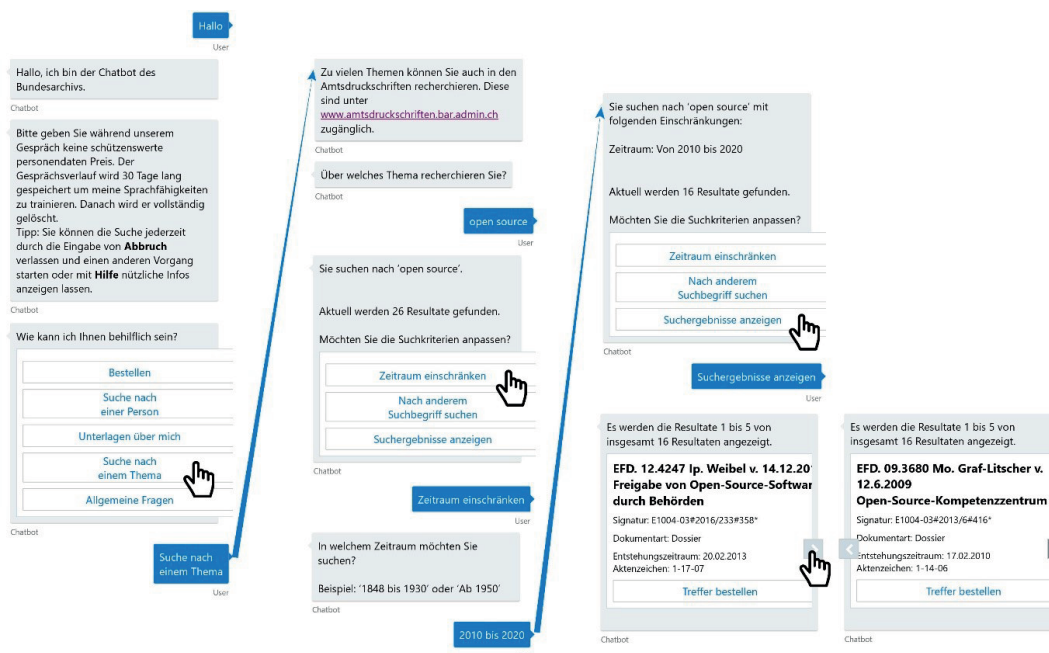 Hallo
User
Hallo, ich bin der Chatbot des
Bundesarchivs.
Chatbot
Bitte geben Sie während unserem
Gespräch keine schützenswerte
personendaten Preis. Der
Gesprächsverlauf wird 30 Tage lang
gespeichert um meine Sprachfähigkeiten
zu trainieren. Danach wird er vollständig
gelöscht.
Tipp: Sie können die Suche jederzeit
durch die Eingabe von Abbruch
verlassen und einen anderen Vorgang
starten oder mit Hilfe nützliche Infos
anzeigen lassen.
Chatbot
Wie kann ich Ihnen behilflich sein?
Bestellen
Suche nach
einer Person
Unterlagen über mich
Suche nach
einem Thema
Allgemeine Fragen
Chatbot
Suche nach
einem Thema
User
Zu vielen Themen können Sie auch in den
Amtsdruckschriften recherchieren. Diese
sind unter
www.amtsdruckschriften.bar.admin.ch
zugänglich.
Chatbot
Über welches Thema recherchieren Sie?
Chatbot
open source
User
Sie suchen nach 'open source'.
Aktuell werden 26 Resultate gefunden.
Möchten Sie die Suchkriterien anpassen?
Zeitraum einschränken
Nach anderem
Suchbegriff suchen
Suchergebnisse anzeigen
Chatbot
Zeitraum einschränken
User
In welchem Zeitraum möchten Sie
suchen?
Beispiel: '1848 bis 1930' oder 'Ab 1950'
Chatbot
2010 bis 2020
Sie suchen nach 'open source' mit
folgenden Einschränkungen:
Zeitraum: Von 2010 bis 2020
Aktuell werden 16 Resultate gefunden.
Möchten Sie die Suchkriterien anpassen?
Zeitraum einschränken
Nach anderem
Suchbegriff suchen
Suchergebnisse anzeigen
Chatbot
Suchergebnisse anzeigen
User
Es werden die Resultate 1 bis 5 von
insgesamt 16 Resultaten angezeigt.
EFD. 12.4247 Ip. Weibel v. 14.12.20
Freigabe von Open-Source-Softwar
durch Behörden
Signatur: E1004-03#2016/233#358*
Dokumentart: Dossier
Entstehungszeitraum: 20.02.2013
Aktenzeichen: 1-17-07
Treffer bestellen
Chatbot
Es werden die Resultate 1 bis 5 von
insgesamt 16 Resultaten angezeigt.
EFD. 09.3680 Mo. Graf-Litscher v.
12.6.2009
Open-Source-Kompetenzzentrum
Signatur: E1004-03#2013/6#416*
Dokumentart: Dossier
Entstehungszeitraum: 17.02.2010
Aktenzeichen: 1-14-06
Treffer bestellen
Chatbot